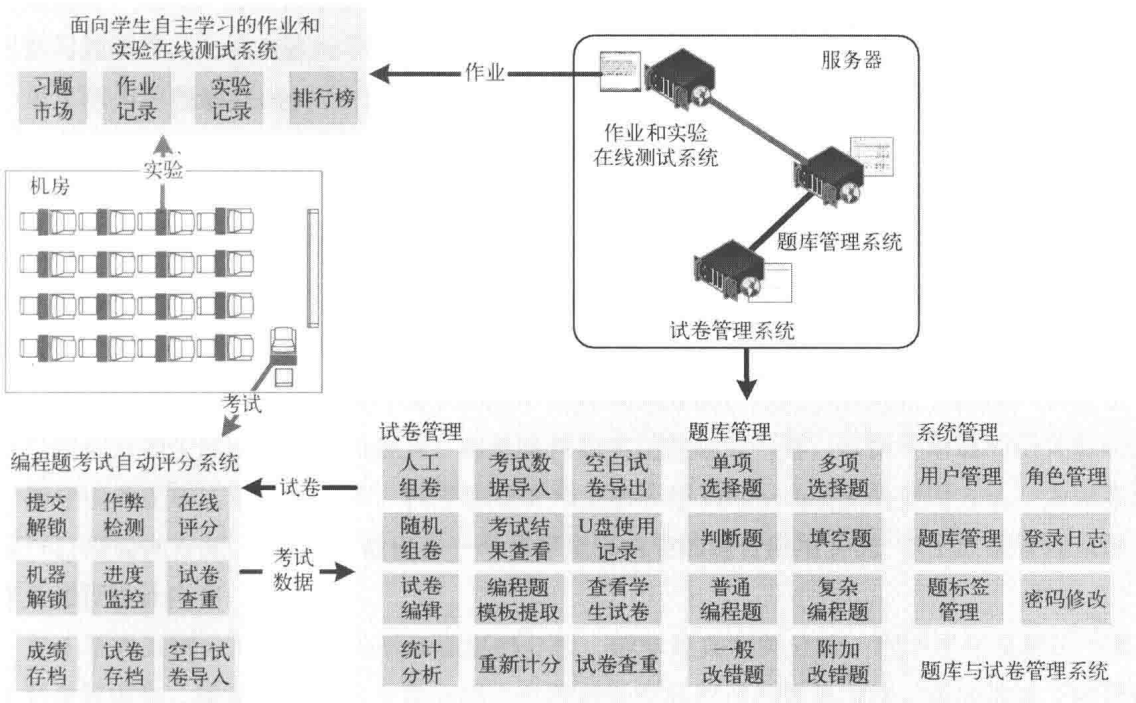 面向学生自主学习的作业和
实验在线测试系统
习题
市场
作业
记录
实验
记录
排行榜
作业
服务器
作业和实验
在线测试系统
题库管理系统
试卷管理系统
实验
机房
考试
编程题考试自动评分系统
提交
解锁
作弊
检测
在线
评分
机器
解锁
进度
监控
试卷
查重
成绩
存档
试卷
存档
空白试
卷导入
试卷
考试
数据
试卷管理
人工
组卷
考试数
据导入
空白试
卷导出
随机
组卷
考试结
果查看
U盘使用
记录
试卷
编辑
编程题
模板提取
查看学
生试卷
统计
分析
重新计分
试卷查重
题库管理
单项
选择题
多项
选择题
判断题
填空题
普通
编程题
复杂
编程题
一般
改错题
附加
改错题
系统管理
用户管理
角色管理
题库管理
登录日志
题标签
管理
密码修改
题库与试卷管理系统